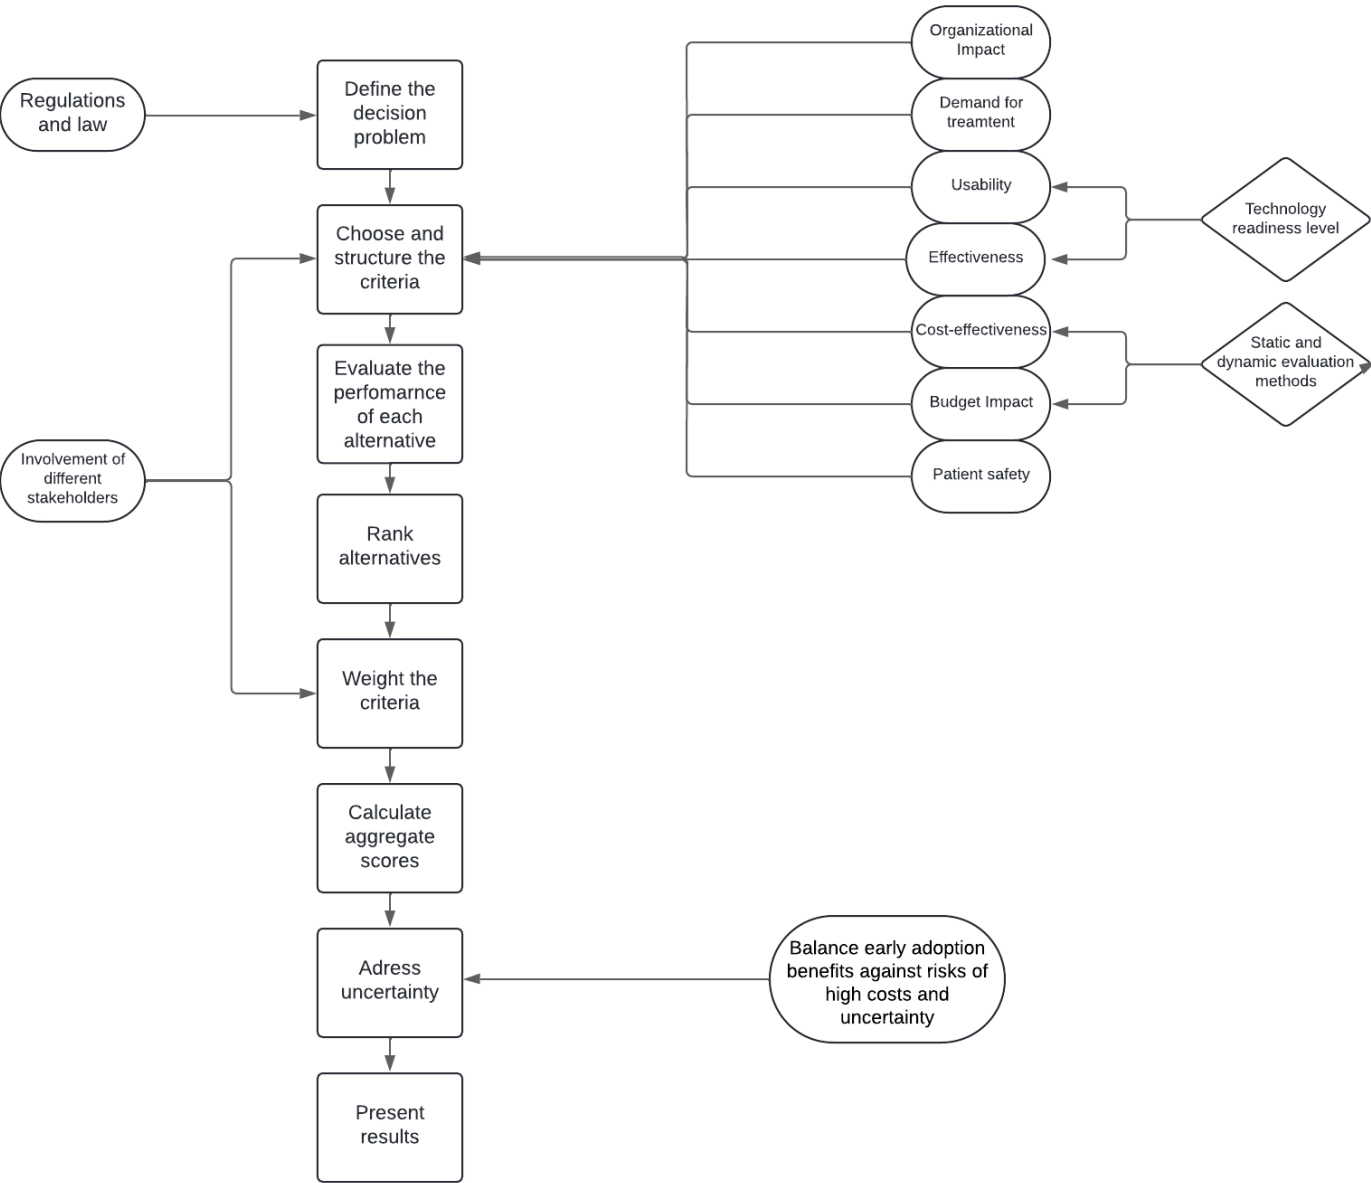 Regulations
and law
Define the
decision
problem
Choose and
structure the
criteria
Evaluate the
perfomarnce
of each
alternative
Involvement of
different
stakeholders
Rank
alternatives
Weight the
criteria
Calculate
aggregate
scores
Adress
uncertainty
Present
results
Organizational
Impact
Demand for
treamtent
Usability
Effectiveness
Cost-effectiveness
Budget Impact
Patient safety
Technology
readiness level
Static and
dynamic evaluation
methods
Balance early adoption
benefits against risks of
high costs and
uncertainty